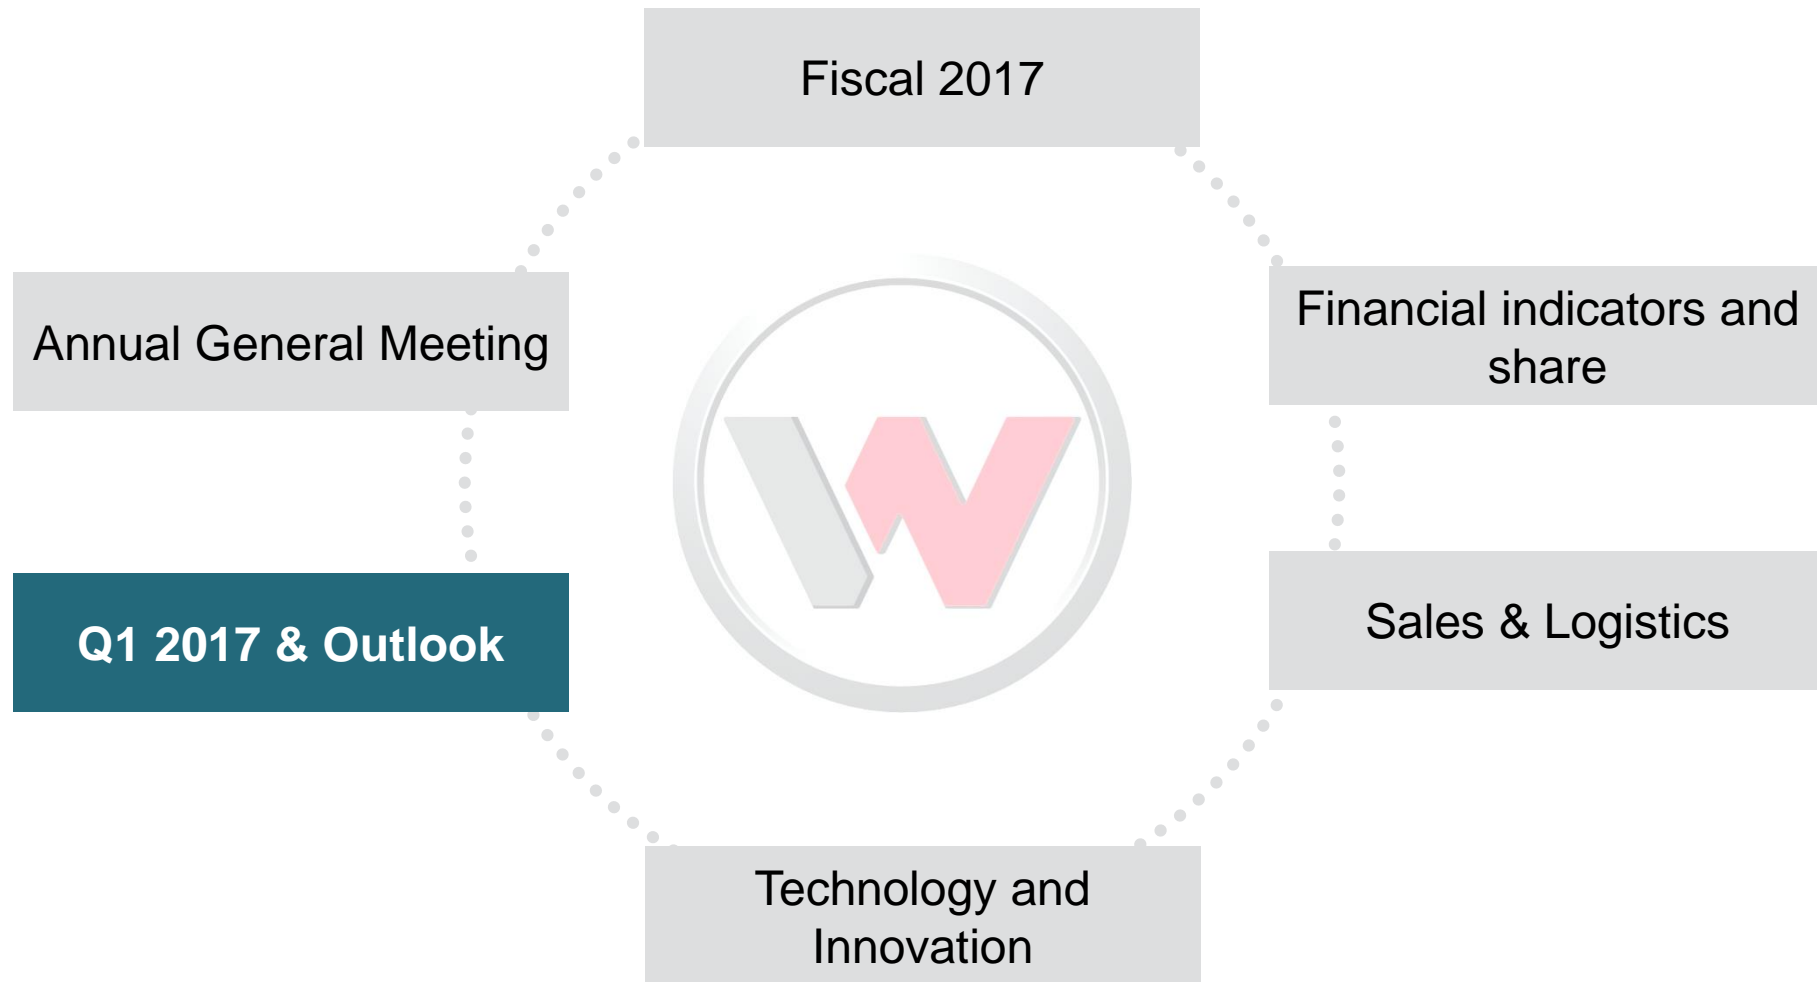 Fiscal 2017
Annual General Meeting
Financial indicators and
share
Q1 2017 & Outlook
Sales & Logistics
Technology and
Innovation